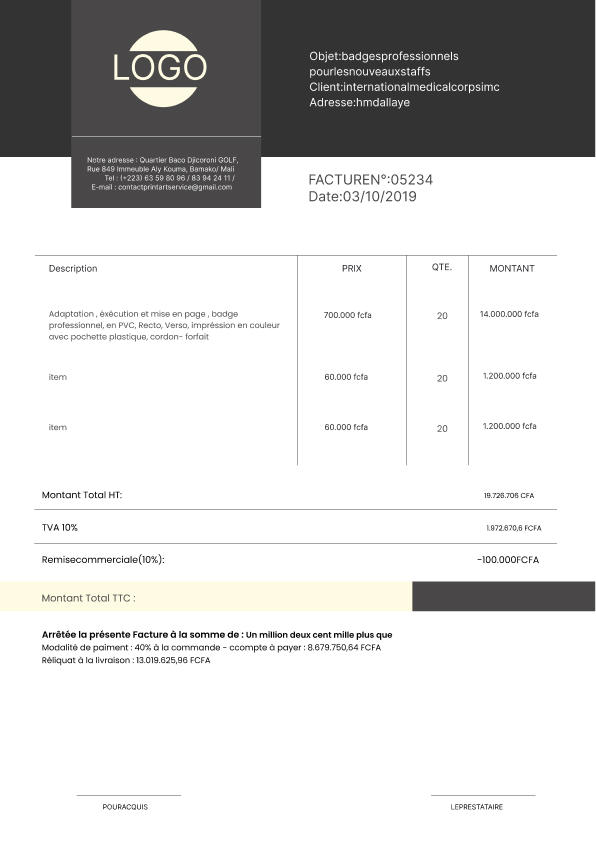 LOGO
Objet:badgesprofessionnels
pourlesnouveauxstaffs
Client:internationalmedicalcorpsimc
Adresse:hmdallaye
Notre adresse : Quartier Baco Djicoroni GOLF,
Rue 849 Immeuble Aly Kouma, Bamako/ Mali
Tel : (+223) 63 59 80 96 / 83 94 24 11 /
E-mail : contactprintartservice@gmail.com
FACTUREN°:05234
Date:03/10/2019
Description PRIX QTE. MONTANT
Adaptation , éxécution et mise en page , badge
professionnel, en PVC, Recto, Verso, impréssion en couleur
avec pochette plastique, cordon- forfait
700.000 fcfa 20 14.000.000 fcfa
item 60.000 fcfa 20 1.200.000 fcfa
item 60.000 fcfa 20 1.200.000 fcfa
Montant Total HT: 19.726.706 CFA
TVA 10% 1.972.670,6 FCFA
Remisecommerciale(10%): -100.000FCFA
Montant Total TTC :
Arrêtée la présente Facture à la somme de : Un million deux cent mille plus que
Modalité de paiment : 40% à la commande - ccompte à payer : 8.679.750,64 FCFA
Réliquat à la livraison : 13.019.625,96 FCFA
POURACQUIS LEPRESTATAIRE